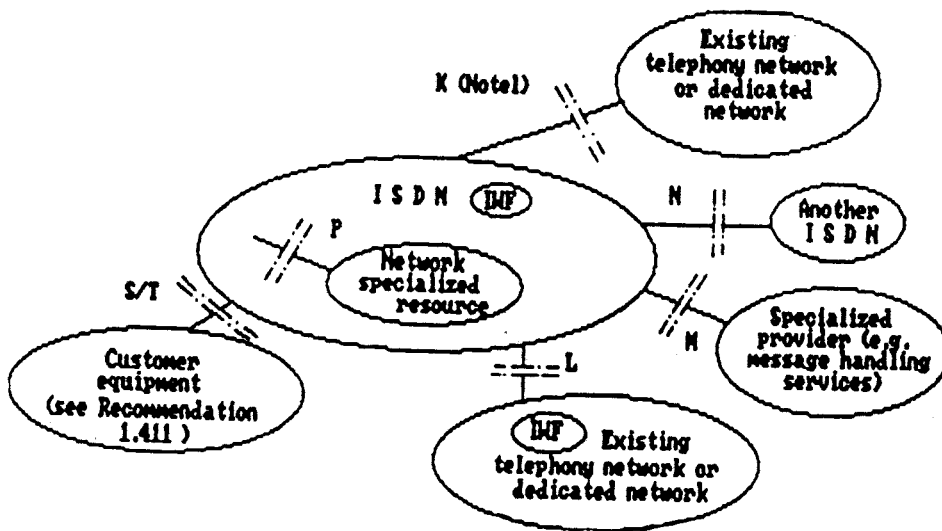 Existing
telephony network
or dedicated
network
K (Note1)
I S D N
IWF
N
Another
I S D N
P
Network
specialized
resource
S/T
M
Specialized
provider (e.g.
message handling
services)
Customer
equipment
(see Recommendation
1.411 )
L
IWF Existing
telephony network or
dedicated network